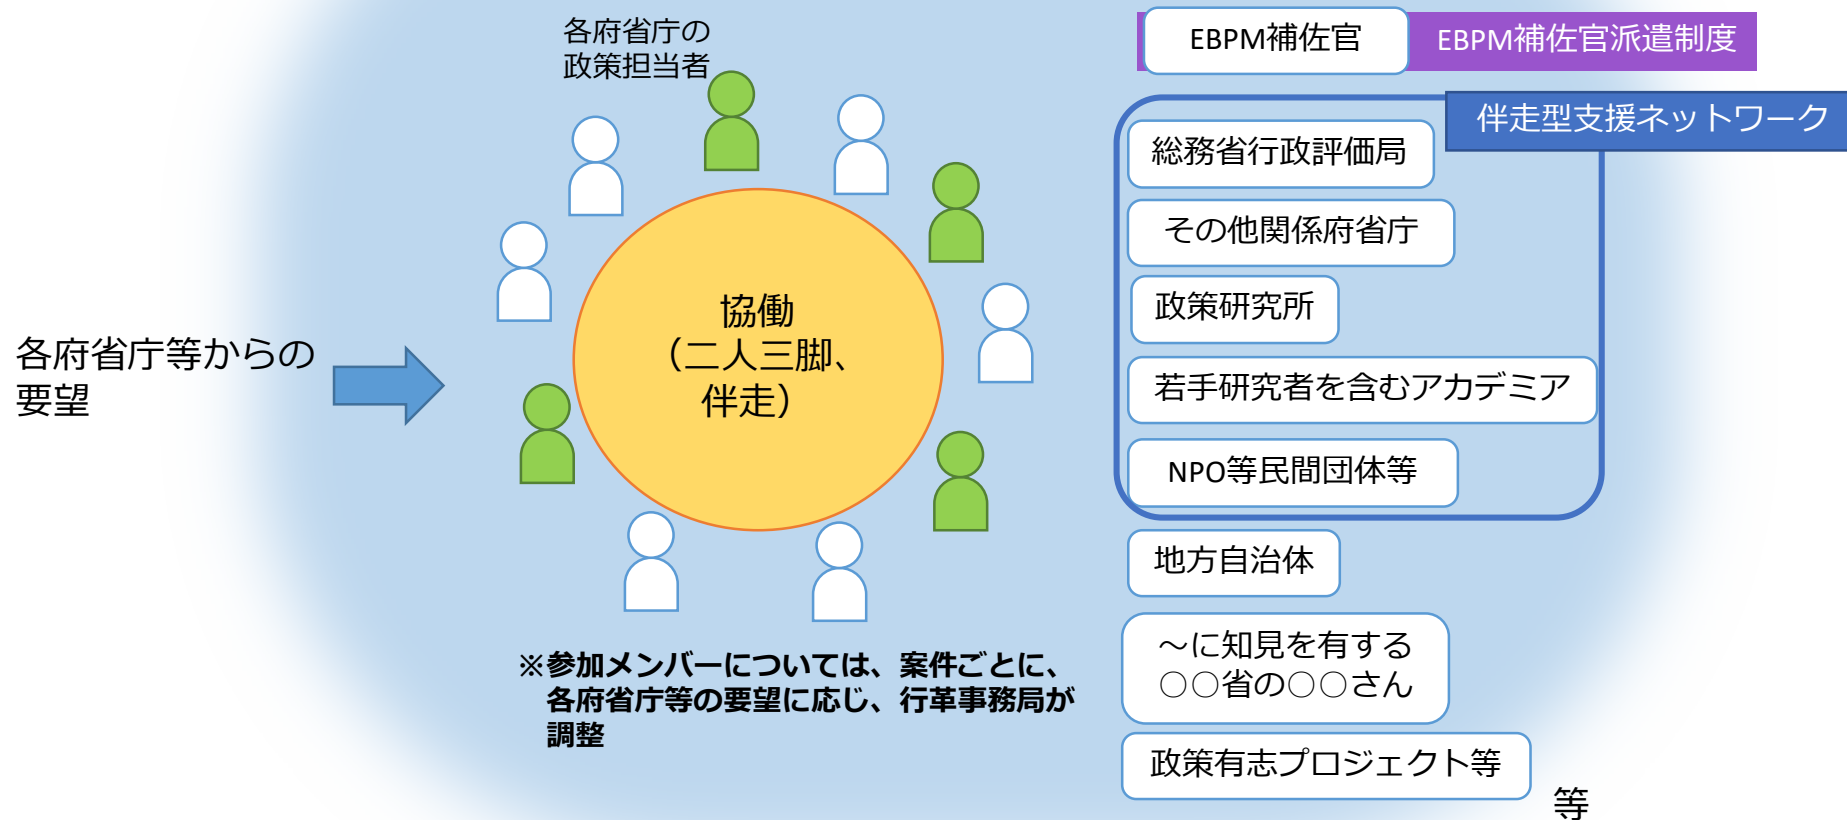 各府省庁の
政策担当者
各府省庁等からの
要望
協働
（二人三脚、
伴走）
※参加メンバーについては、案件ごとに、
各府省庁等の要望に応じ、行革事務局が
調整
EBPM補佐官
EBPM補佐官派遣制度
伴走型支援ネットワーク
総務省行政評価局
その他関係府省庁
政策研究所
若手研究者を含むアカデミア
NPO等民間団体等
地方自治体
～に知見を有する
○○省の○○さん
政策有志プロジェクト等
等